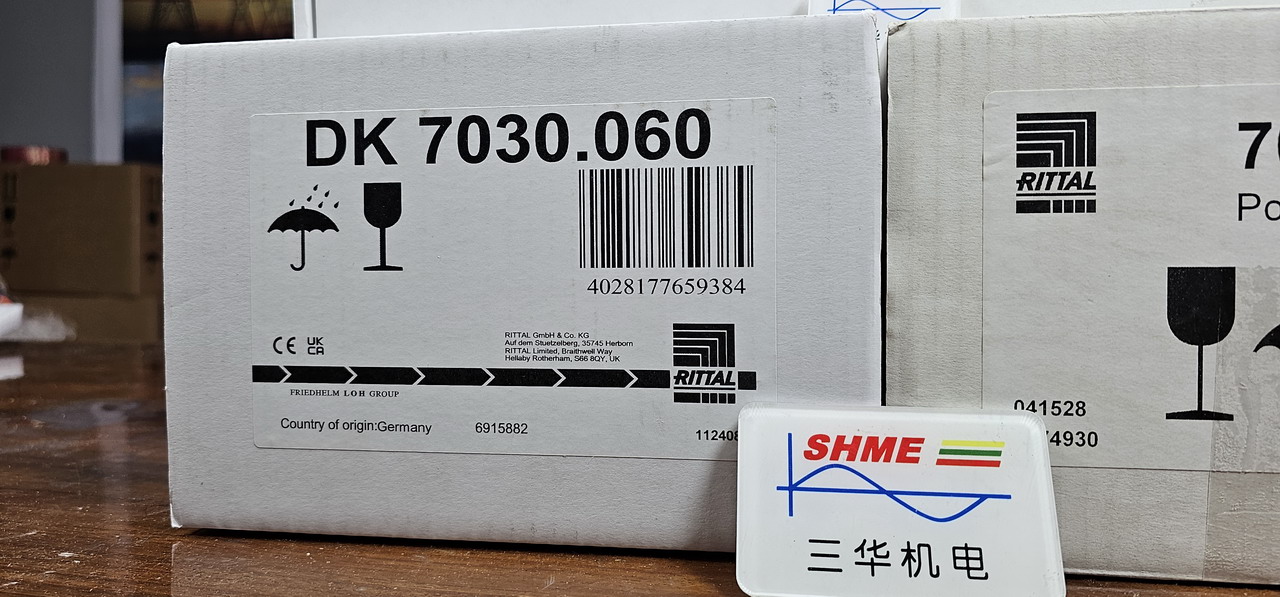 DK 7030.060
4028177659384
CE UK
CA
RITTAL GmbH & Co. KG
Auf dem Stuetzelberg, 35745 Herborn
RITTAL Limited, Braithwell Way
Hellaby Rotherham, S66 8QY, UK
RITTAL
FRIEDHELM LOH GROUP
Country of origin:Germany 6915882 112408
RITTAL
70
Po
041528
74930
SHME
三华机电